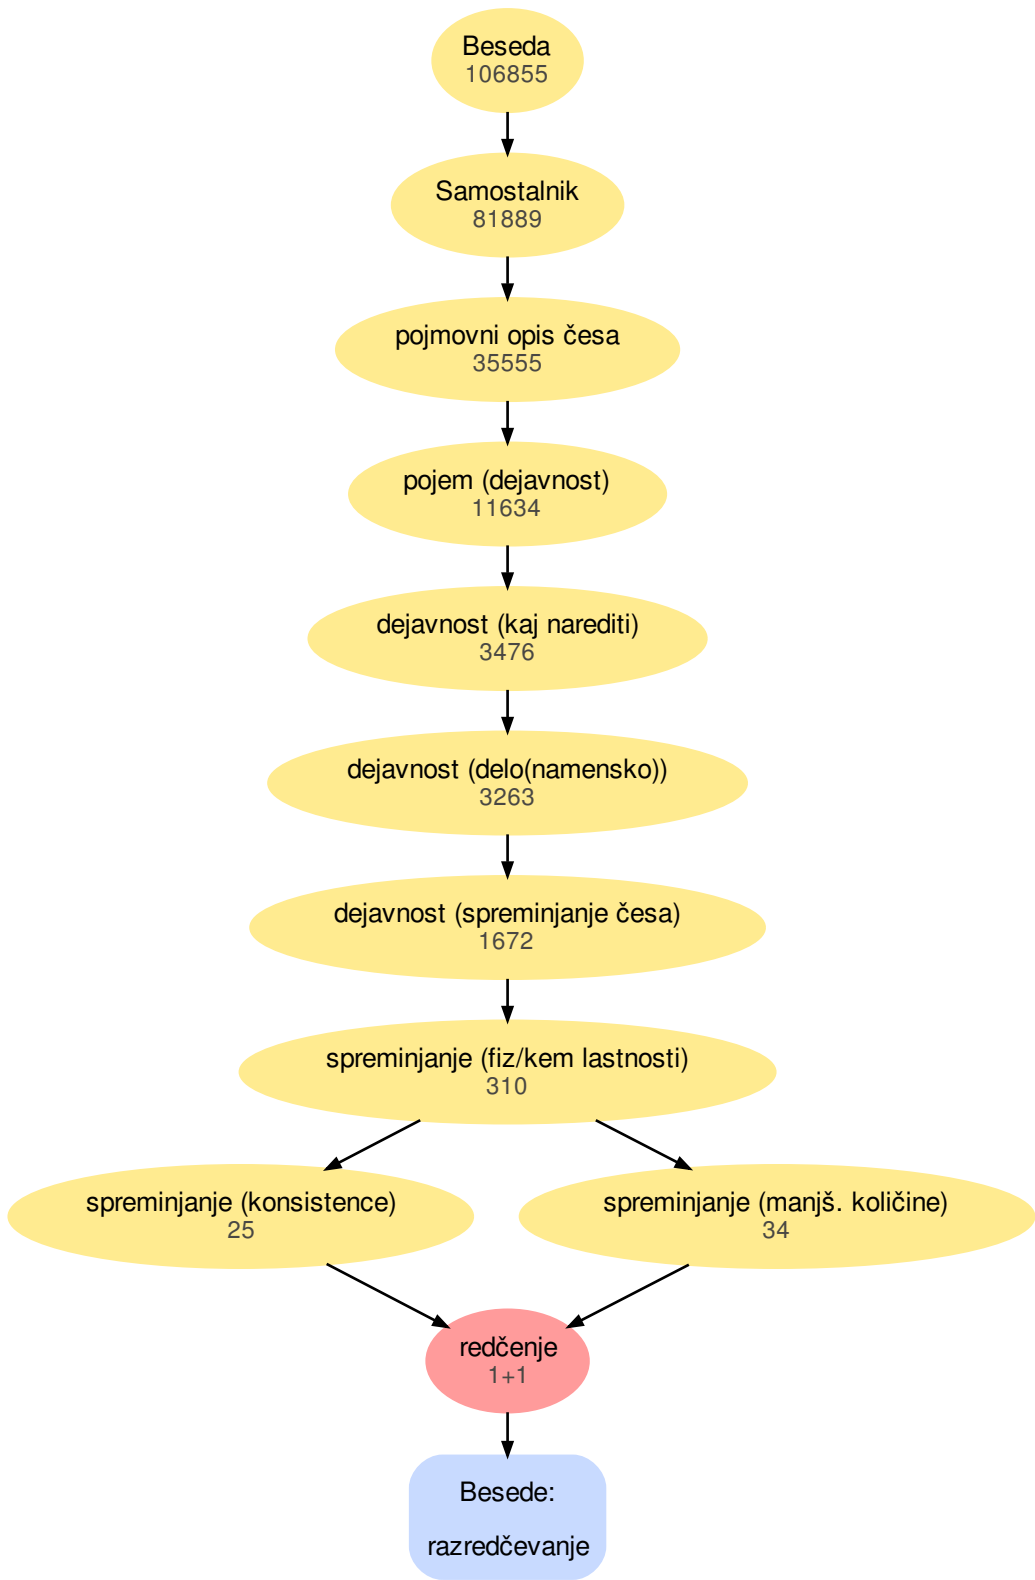 Beseda
106855
Samostalnik
81889
pojmovni opis česa
35555
pojem (dejavnost)
11634
dejavnost (kaj narediti)
3476
dejavnost (delo(namensko))
3263
dejavnost (spreminjanje česa)
1672
spreminjanje (fiz/kem lastnosti)
310
spreminjanje (konsistence)
25
spreminjanje (manjš. količine)
34
redčenje
1+1
Besede:
razredčevanje